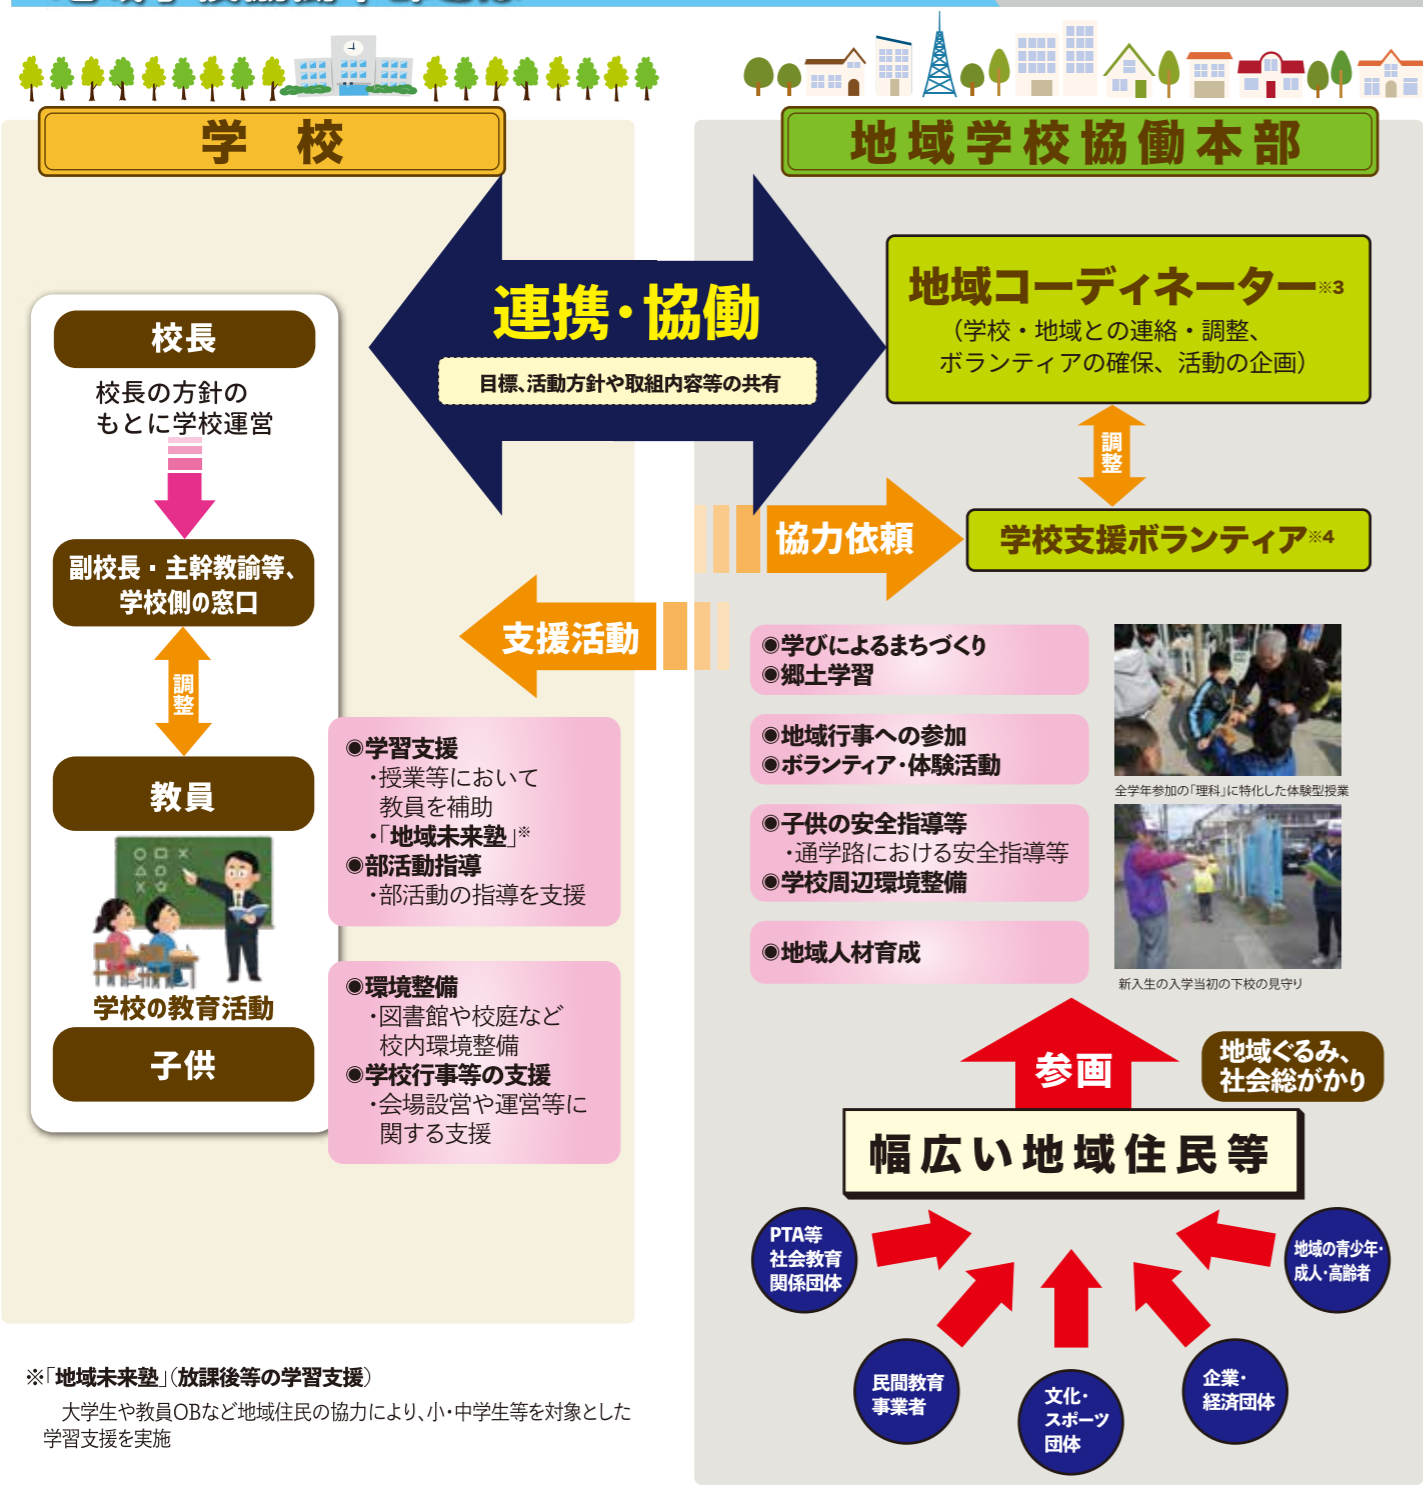 学校
地域学校協働本部
連携・協働
目標、活動方針や取組内容等の共有
地域コーディネーター※3
（学校・地域との連絡・調整、
ボランティアの確保、活動の企画）
調整
協力依頼
学校支援ボランティア※4
支援活動
校長
校長の方針の
もとに学校運営
副校長・主幹教諭等、
学校側の窓口
調整
教員
学校の教育活動
子供
◉学習支援
・授業等において
教員を補助
・「地域未来塾」※
◉部活動指導
・部活動の指導を支援
◉環境整備
・図書館や校庭など
校内環境整備
◉学校行事等の支援
・会場設営や運営等に
関する支援
◉学びによるまちづくり
◉郷土学習
◉地域行事への参加
◉ボランティア・体験活動
◉子供の安全指導等
・通学路における安全指導等
◉学校周辺環境整備
◉地域人材育成
全学年参加の「理科」に特化した体験型授業
新入生の入学当初の下校の見守り
参画
地域ぐるみ、
社会総がかり
幅広い地域住民等
PTA等
社会教育
関係団体
民間教育
事業者
文化・
スポーツ
団体
企業・
経済団体
地域の青少年・
成人・高齢者
※「地域未来塾」（放課後等の学習支援）
大学生や教員OBなど地域住民の協力により、小・中学生等を対象とした
学習支援を実施